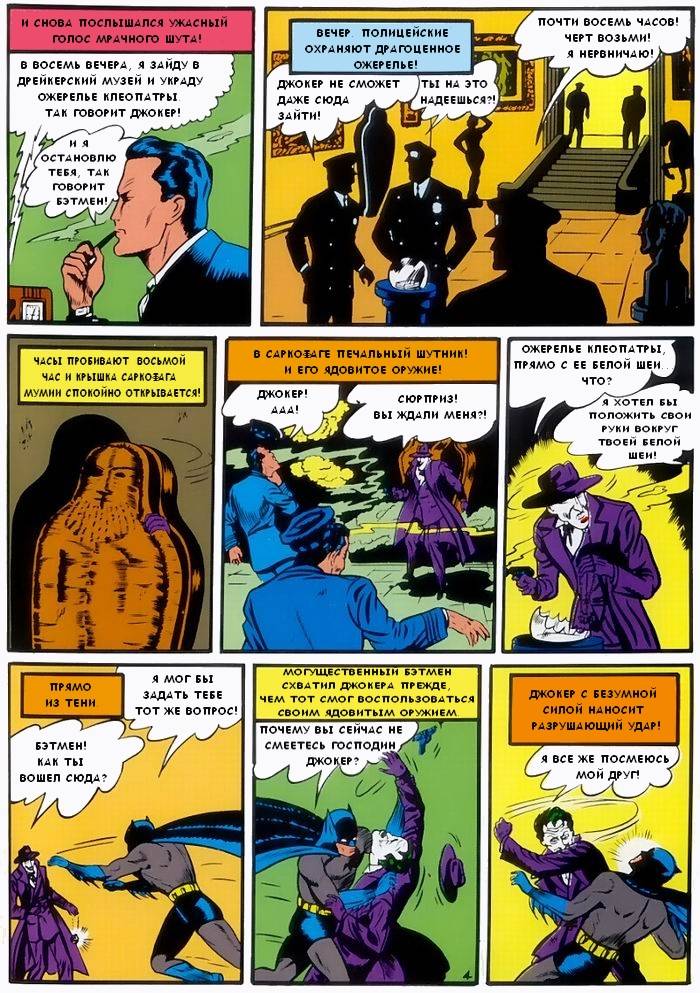 И СНОВА ПОСЛЫШАЛСЯ УЖАСНЫЙ
ГОЛОС МРАЧНОГО ШУТА!
В ВОСЕМЬ ВЕЧЕРА, Я ЗАЙДУ В
ДРЕЙКЕРСКИЙ МУЗЕЙ И УКРАДУ
ОЖЕРЕЛЬЕ КЛЕОПАТРЫ.
ТАК ГОВОРИТ ДЖОКЕР!
И Я
ОСТАНОВЛЮ
ТЕБЯ, ТАК
ГОВОРИТ
БЭТМЕН!
ВЕЧЕР. ПОЛИЦЕЙСКИЕ
ОХРАНЯЮТ ДРАГОЦЕННОЕ
ОЖЕРЕЛЬЕ!
ДЖОКЕР НЕ СМОЖЕТ
ДАЖЕ СЮДА
ЗАЙТИ!
ТЫ НА ЭТО
НАДЕЕШЬСЯ?!
ПОЧТИ ВОСЕМЬ ЧАСОВ!
ЧЕРТ ВОЗЬМИ!
Я НЕРВНИЧАЮ!
ЧАСЫ ПРОБИВАЮТ ВОСЬМОЙ
ЧАС И КРЫШКА САРКОФАГА
МУМИИ СПОКОЙНО ОТКРЫВАЕТСЯ!
В САРКОФАГЕ ПЕЧАЛЬНЫЙ ШУТНИК!
И ЕГО ЯДОВИТОЕ ОРУЖИЕ!
ДЖОКЕР!
ААА!
СЮРПРИЗ!
ВЫ ЖДАЛИ МЕНЯ?!
ОЖЕРЕЛЬЕ КЛЕОПАТРЫ,
ПРЯМО С ЕЕ БЕЛОЙ ШЕИ...
ЧТО?
Я ХОТЕЛ БЫ
ПОЛОЖИТЬ СВОИ
РУКИ ВОКРУГ
ТВОЕЙ БЕЛОЙ
ШЕИ!
ПРЯМО
ИЗ ТЕНИ.
Я МОГ БЫ
ЗАДАТЬ ТЕБЕ
ТОТ ЖЕ ВОПРОС!
БЭТМЕН!
КАК ТЫ
ВОШЕЛ СЮДА?
МОГУЩЕСТВЕННЫЙ БЭТМЕН
СХВАТИЛ ДЖОКЕРА ПРЕЖДЕ,
ЧЕМ ТОТ СМОГ ВОСПОЛЬЗОВАТЬСЯ
СВОИМ ЯДОВИТЫМ ОРУЖИЕМ.
ПОЧЕМУ ВЫ СЕЙЧАС НЕ
СМЕЕТЕСЬ ГОСПОДИН
ДЖОКЕР?
4
ДЖОКЕР С БЕЗУМНОЙ
СИЛОЙ НАНОСИТ
РАЗРУШАЮЩИЙ УДАР!
Я ВСЕ ЖЕ ПОСМЕЮСЬ
МОЙ ДРУГ!